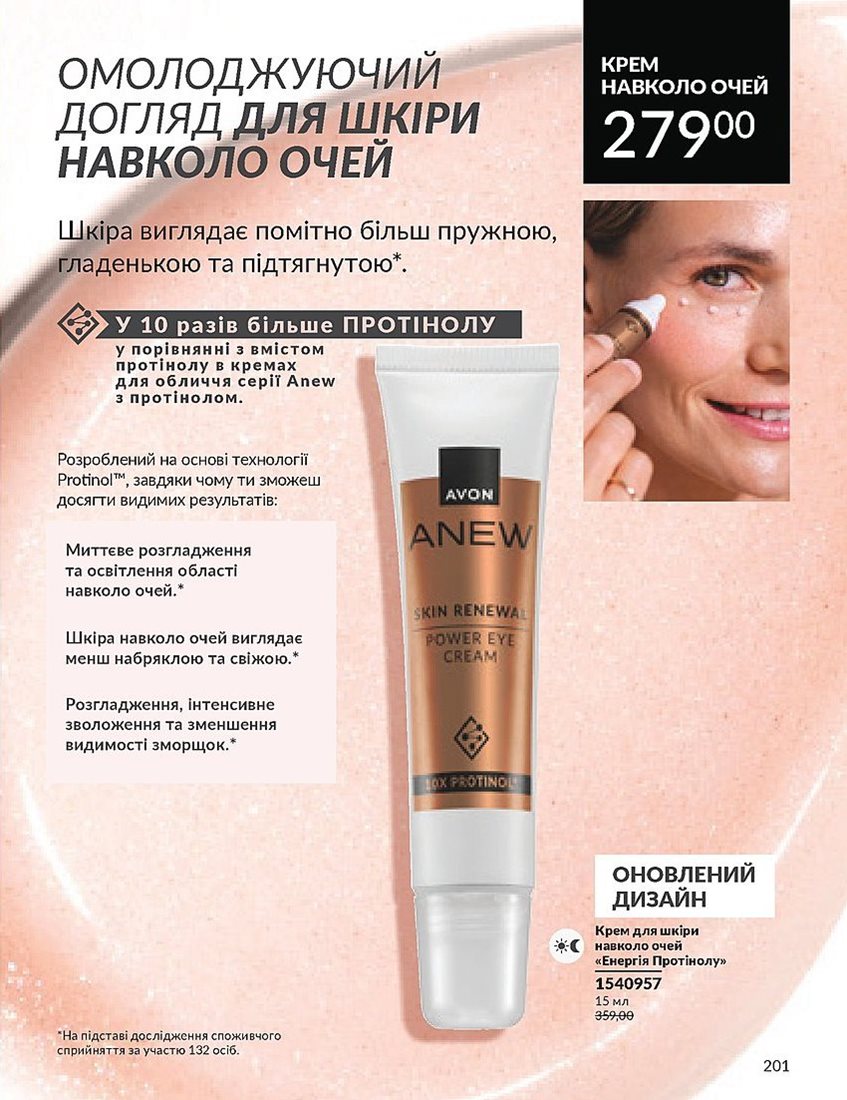 ОМОЛОДЖУЮЧИЙ
ДОГЛЯД ДЛЯ ШКІРИ
НАВКОЛО ОЧЕЙ
КРЕМ
НАВКОЛО ОЧЕЙ
279⁰⁰
Шкіра виглядає помітно більш пружною,
гладенькою та підтягнутою*.
У 10 разів більше ПРОТІНОЛУ
у порівнянні з вмістом
протінолу в кремах
для обличчя серії Anew
з протінолом.
Розроблений на основі технології
Protinol™, завдяки чому ти зможеш
досягти видимих результатів:
Миттєве розгладження
та освітлення області
навколо очей.*
Шкіра навколо очей виглядає
менш набряклою та свіжою.*
Розгладження, інтенсивне
зволоження та зменшення
видимості зморщок.*
AVON
ANEW
SKIN RENEWAL
POWER EYE
CREAM
10X PROTINOL*
ОНОВЛЕНИЙ
ДИЗАЙН
Крем для шкіри
навколо очей
«Енергія Протінолу»
1540957
15 мл
359,00
*На підставі дослідження споживчого
сприйняття за участю 132 осіб.
201